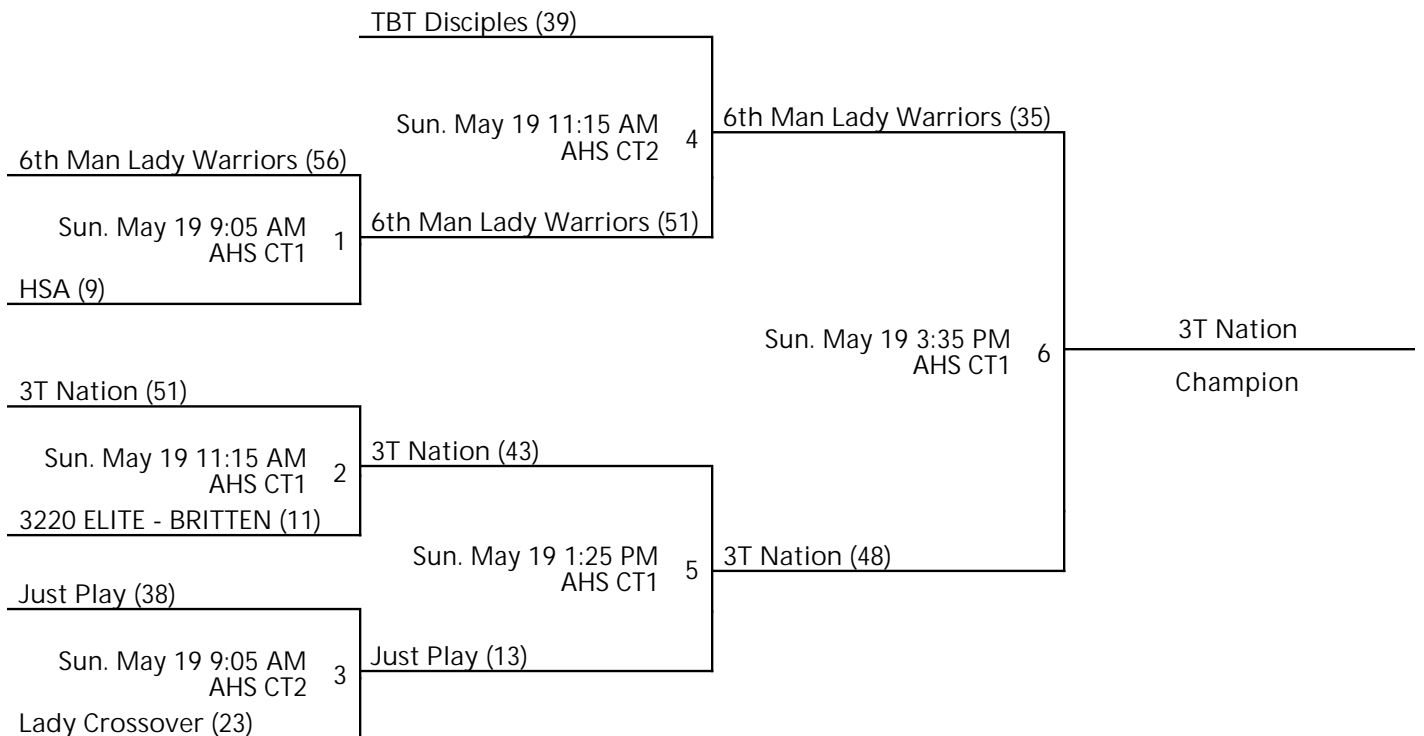 TBT Disciples (39)
Sun. May 19 11:15 AM
AHS CT2
4
6th Man Lady Warriors (35)
6th Man Lady Warriors (56)
Sun. May 19 9:05 AM
AHS CT1
1
6th Man Lady Warriors (51)
HSA (9)
Sun. May 19 3:35 PM
AHS CT1
6
3T Nation
Champion
3T Nation (51)
Sun. May 19 11:15 AM
AHS CT1
2
3T Nation (43)
3220 ELITE - BRITTEN (11)
Sun. May 19 1:25 PM
AHS CT1
5
3T Nation (48)
Just Play (38)
Sun. May 19 9:05 AM
AHS CT2
3
Just Play (13)
Lady Crossover (23)